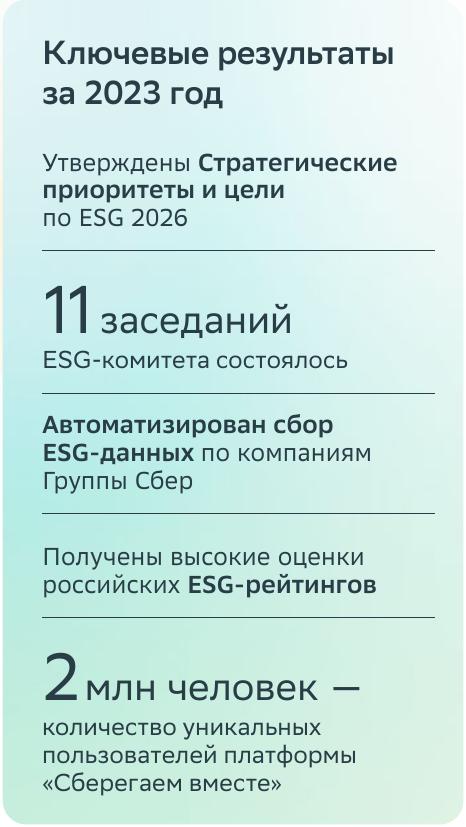 Ключевые результаты
за 2023 год
Утверждены Стратегические
приоритеты и цели
по ESG 2026
11 заседаний
ESG-комитета состоялось
Автоматизирован сбор
ESG-данных по компаниям
Группы Сбер
Получены высокие оценки
российских ESG-рейтингов
2 млн человек —
количество уникальных
пользователей платформы
«Сберегаем вместе»